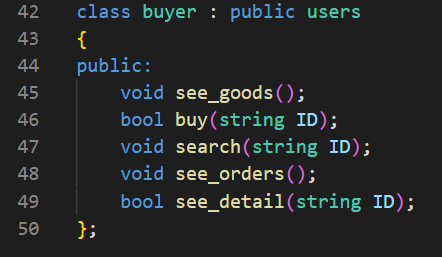 42 class buyer : public users
43 {
44 public:
45     void see_goods();
46     bool buy(string ID);
47     void search(string ID);
48     void see_orders();
49     bool see_detail(string ID);
50 };